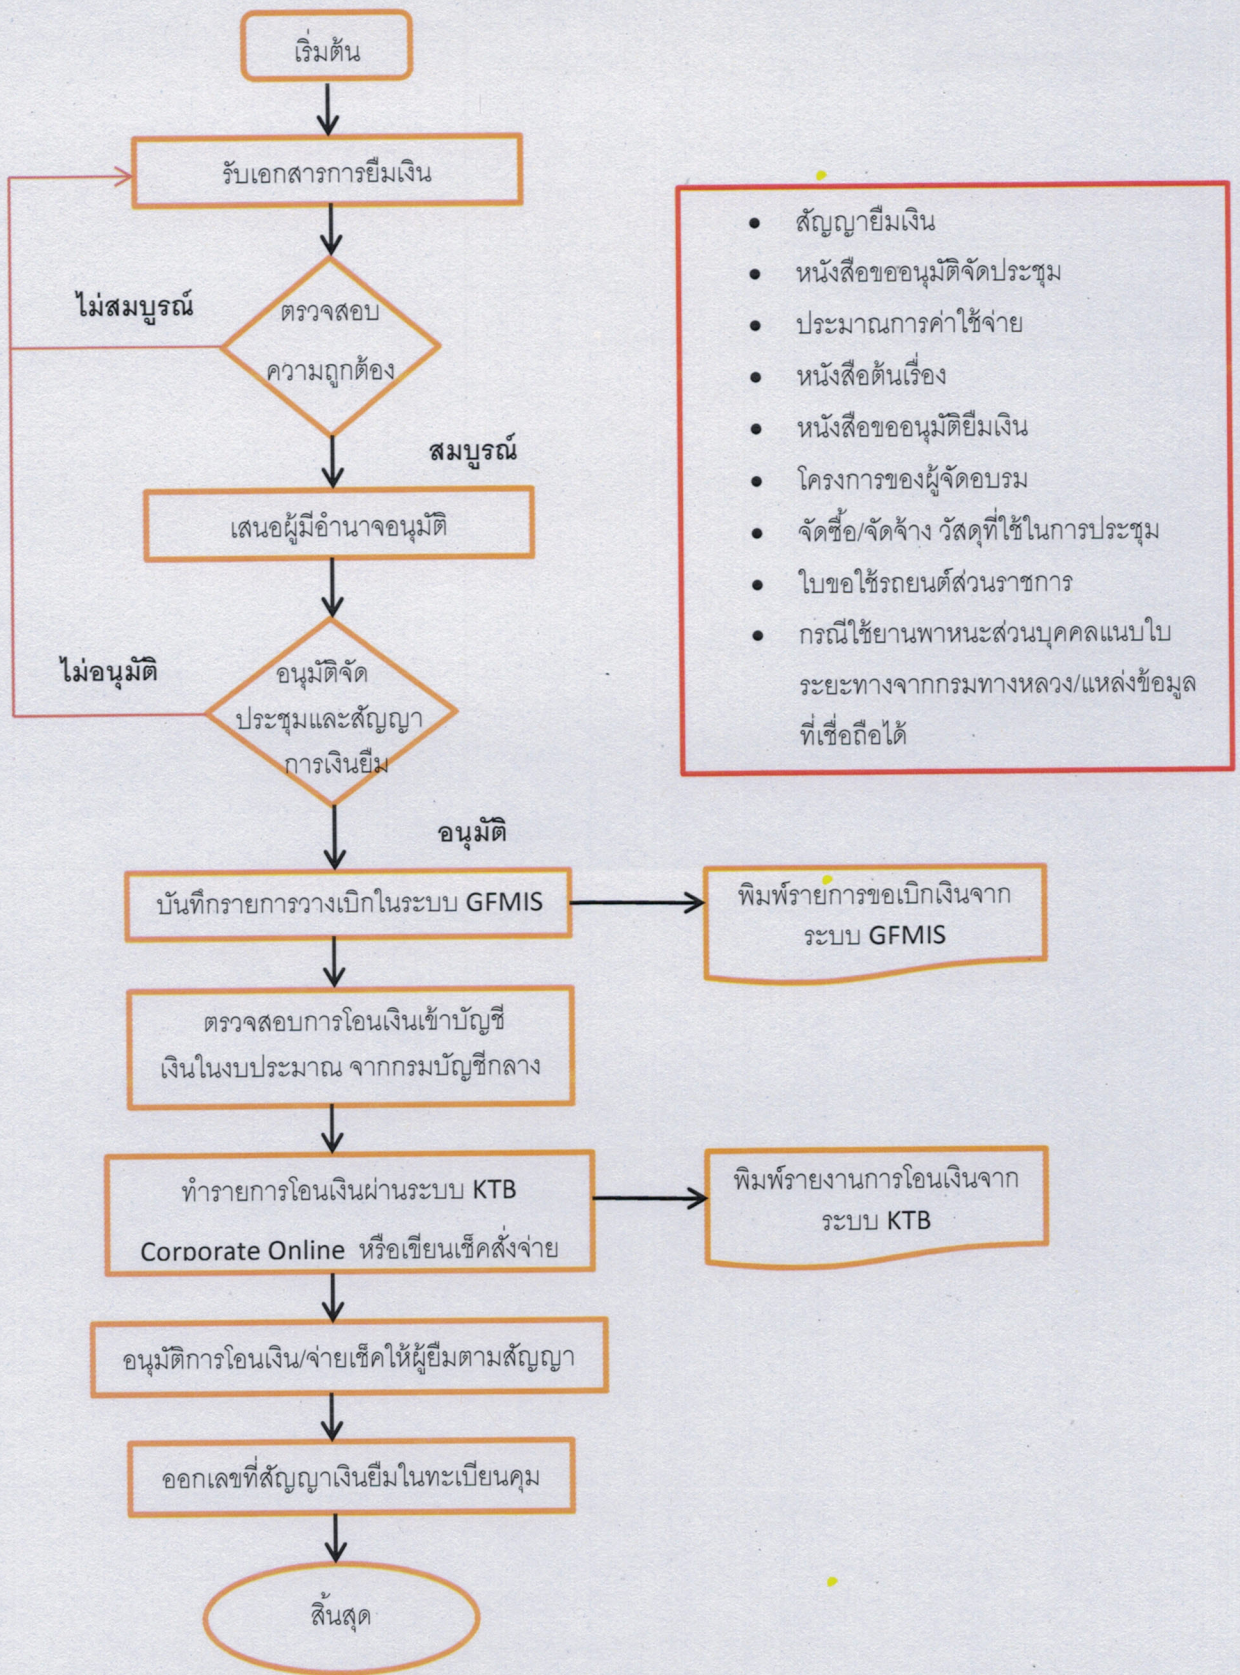 เริ่มต้น
รับเอกสารการยืมเงิน
ไม่สมบูรณ์
ตรวจสอบ
ความถูกต้อง
สมบูรณ์
เสนอผู้มีอำนาจอนุมัติ
ไม่อนุมัติ
อนุมัติจัด
ประชุมและสัญญา
การเงินยืม
อนุมัติ
บันทึกรายการวางเบิกในระบบ GFMIS
พิมพ์รายการขอเบิกเงินจาก
ระบบ GFMIS
ตรวจสอบการโอนเงินเข้าบัญชี
เงินในงบประมาณ จากกรมบัญชีกลาง
ทำรายการโอนเงินผ่านระบบ KTB
Corporate Online หรือเขียนเช็คสั่งจ่าย
พิมพ์รายงานการโอนเงินจาก
ระบบ KTB
อนุมัติการโอนเงิน/จ่ายเช็คให้ผู้ยืมตามสัญญา
ออกเลขที่สัญญาเงินยืมในทะเบียนคุม
สิ้นสุด
• สัญญายืมเงิน
• หนังสือขออนุมัติจัดประชุม
• ประมาณการค่าใช้จ่าย
• หนังสือต้นเรื่อง
• หนังสือขออนุมัติยืมเงิน
• โครงการของผู้จัดอบรม
• จัดซื้อ/จัดจ้าง วัสดุที่ใช้ในการประชุม
• ใบขอใช้รถยนต์ส่วนราชการ
• กรณีใช้ยานพาหนะส่วนบุคคลแนบใบ
ระยะทางจากกรมทางหลวง/แหล่งข้อมูล
ที่เชื่อถือได้